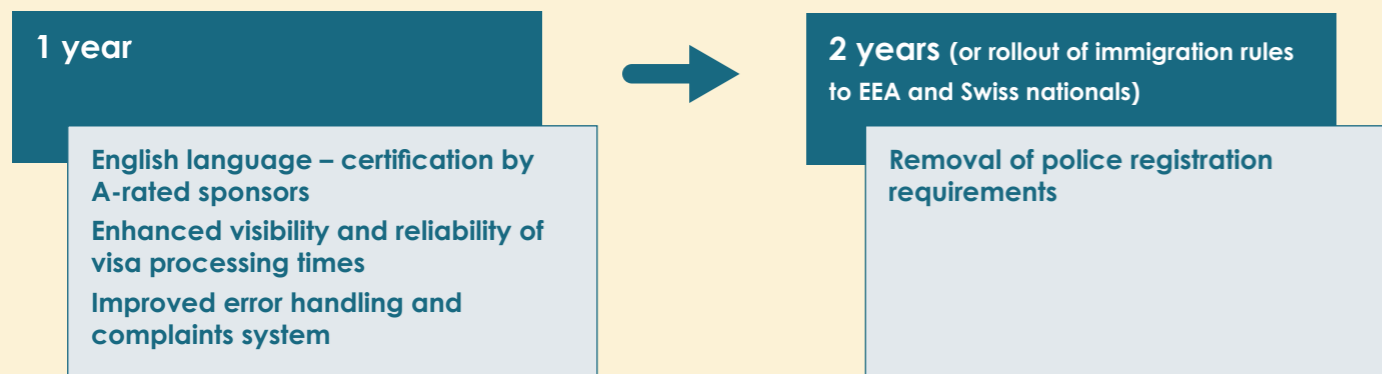 1 year
English language – certification by
A-rated sponsors
Enhanced visibility and reliability of
visa processing times
Improved error handling and
complaints system
2 years (or rollout of immigration rules
to EEA and Swiss nationals)
Removal of police registration
requirements